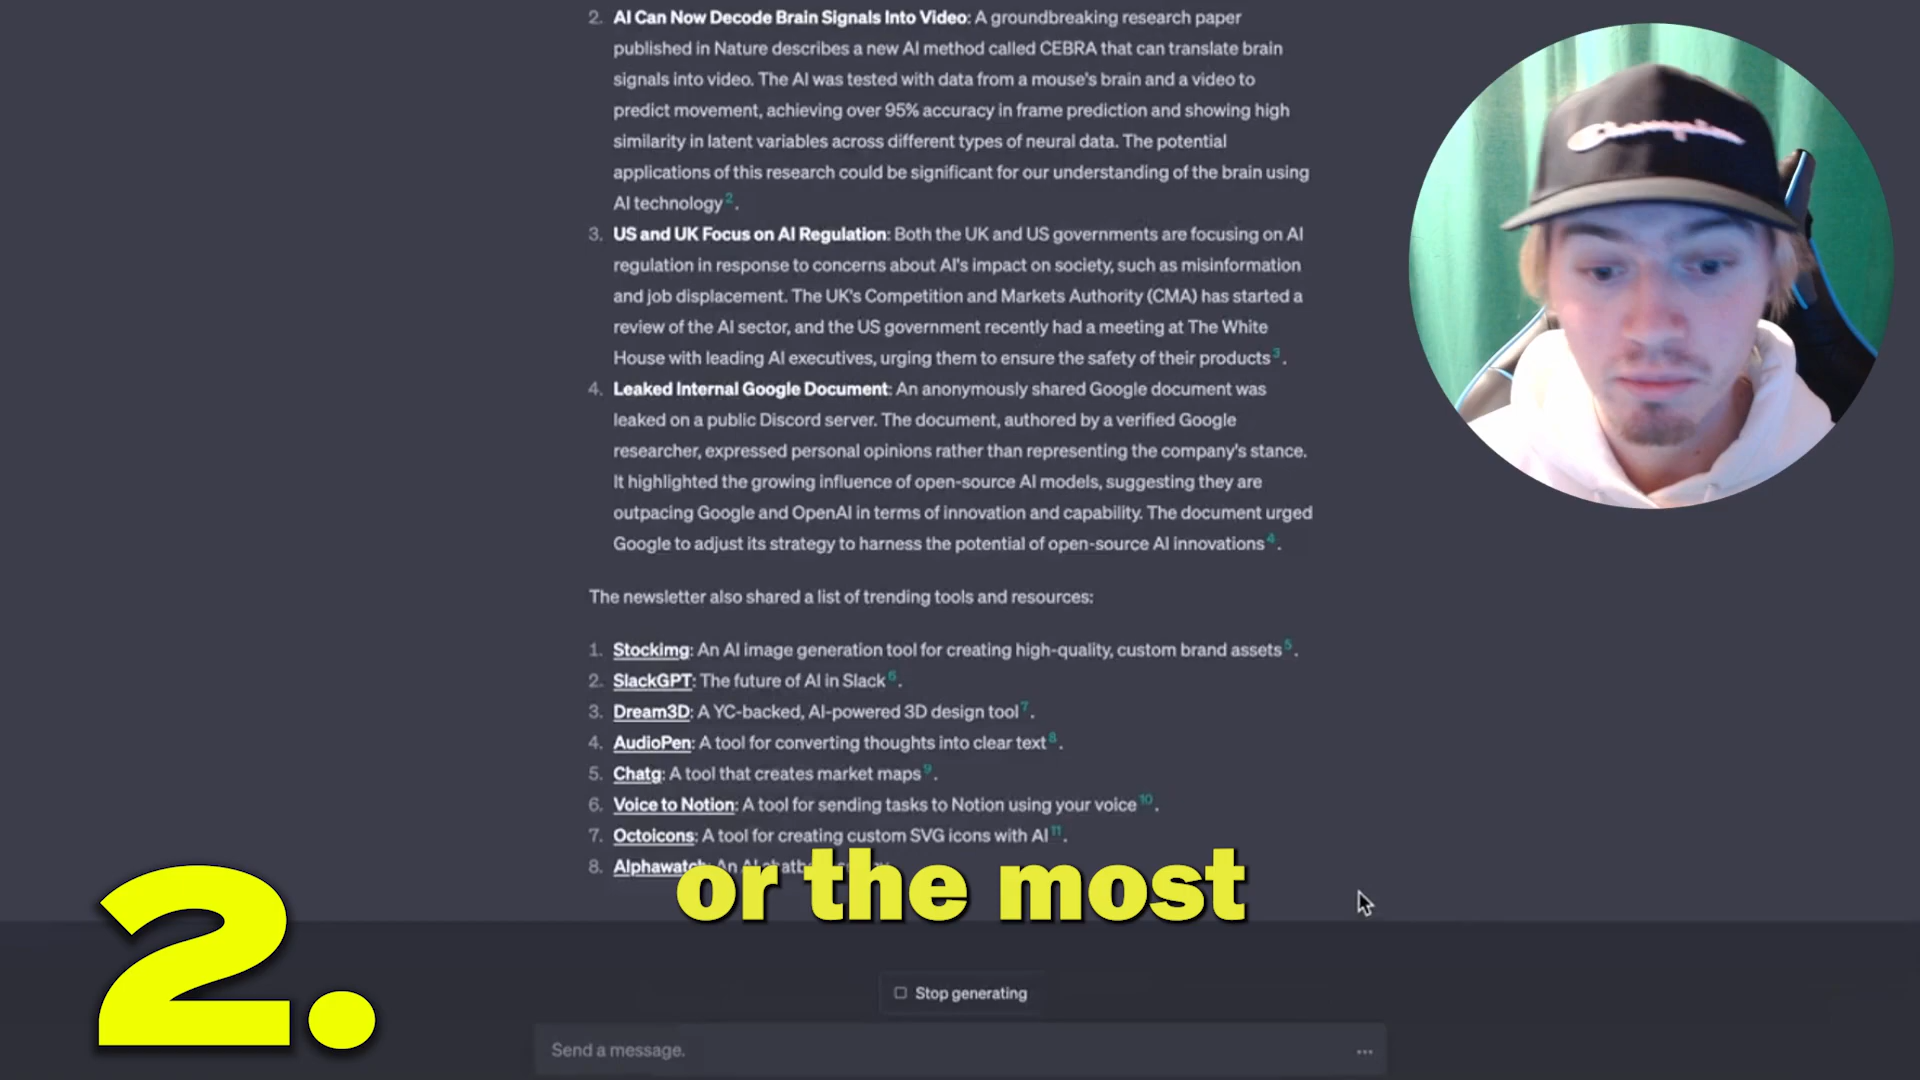 2. AI Can Now Decode Brain Signals Into Video: A groundbreaking research paper
published in Nature describes a new AI method called CEBRA that can translate brain
signals into video. The AI was tested with data from a mouse's brain and a video to
predict movement, achieving over 95% accuracy in frame prediction and showing high
similarity in latent variables across different types of neural data. The potential
applications of this research could be significant for our understanding of the brain using
AI technology 2.
3. US and UK Focus on AI Regulation: Both the UK and US governments are focusing on AI
regulation in response to concerns about AI's impact on society, such as misinformation
and job displacement. The UK's Competition and Markets Authority (CMA) has started a
review of the AI sector, and the US government recently had a meeting at The White
House with leading AI executives, urging them to ensure the safety of their products 3.
4. Leaked Internal Google Document: An anonymously shared Google document was
leaked on a public Discord server. The document, authored by a verified Google
researcher, expressed personal opinions rather than representing the company's stance.
It highlighted the growing influence of open-source AI models, suggesting they are
outpacing Google and OpenAI in terms of innovation and capability. The document urged
Google to adjust its strategy to harness the potential of open-source AI innovations 4.
The newsletter also shared a list of trending tools and resources:
1. Stockimg: An AI image generation tool for creating high-quality, custom brand assets 5.
2. SlackGPT: The future of AI in Slack 6.
3. Dream3D: A YC-backed, AI-powered 3D design tool 7.
4. AudioPen: A tool for converting thoughts into clear text 8.
5. Chatg: A tool that creates market maps 9.
6. Voice to Notion: A tool for sending tasks to Notion using your voice 10.
7. Octoicons: A tool for creating custom SVG icons with AI 11.
8. Alphawatch: An AI
or the most
2.
Stop generating
Send a message.
Champion